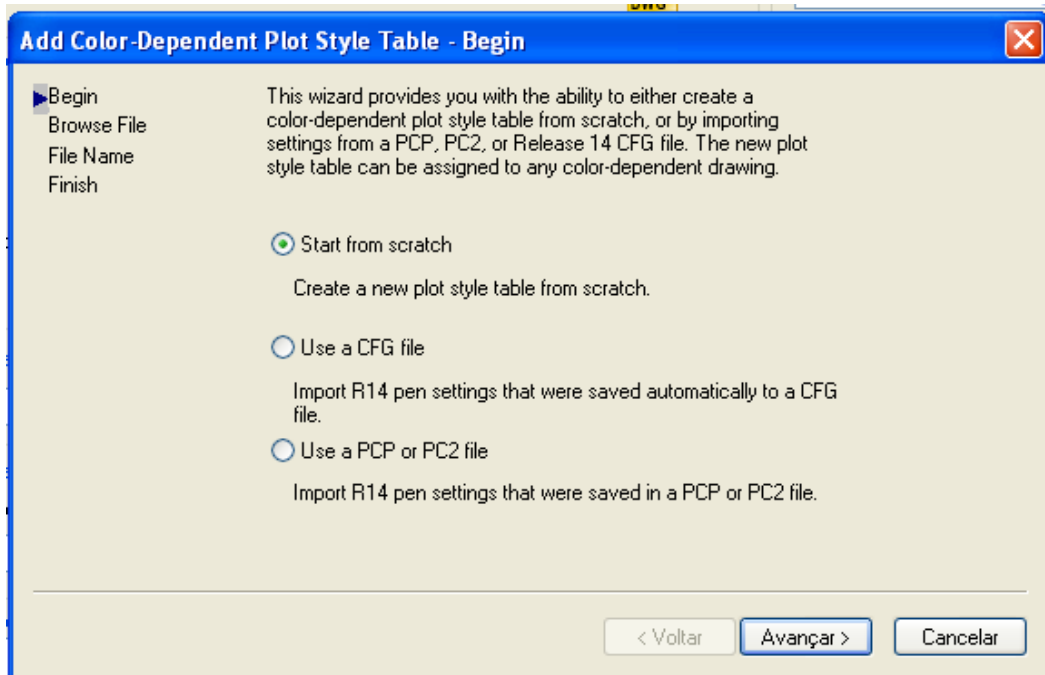 DWG
Add Color-Dependent Plot Style Table - Begin
Begin
Browse File
File Name
Finish
This wizard provides you with the ability to either create a
color-dependent plot style table from scratch, or by importing
settings from a PCP, PC2, or Release 14 CFG file. The new plot
style table can be assigned to any color-dependent drawing.
Start from scratch
Create a new plot style table from scratch.
Use a CFG file
Import R14 pen settings that were saved automatically to a CFG
file.
Use a PCP or PC2 file
Import R14 pen settings that were saved in a PCP or PC2 file.
< Voltar
Avançar >
Cancelar